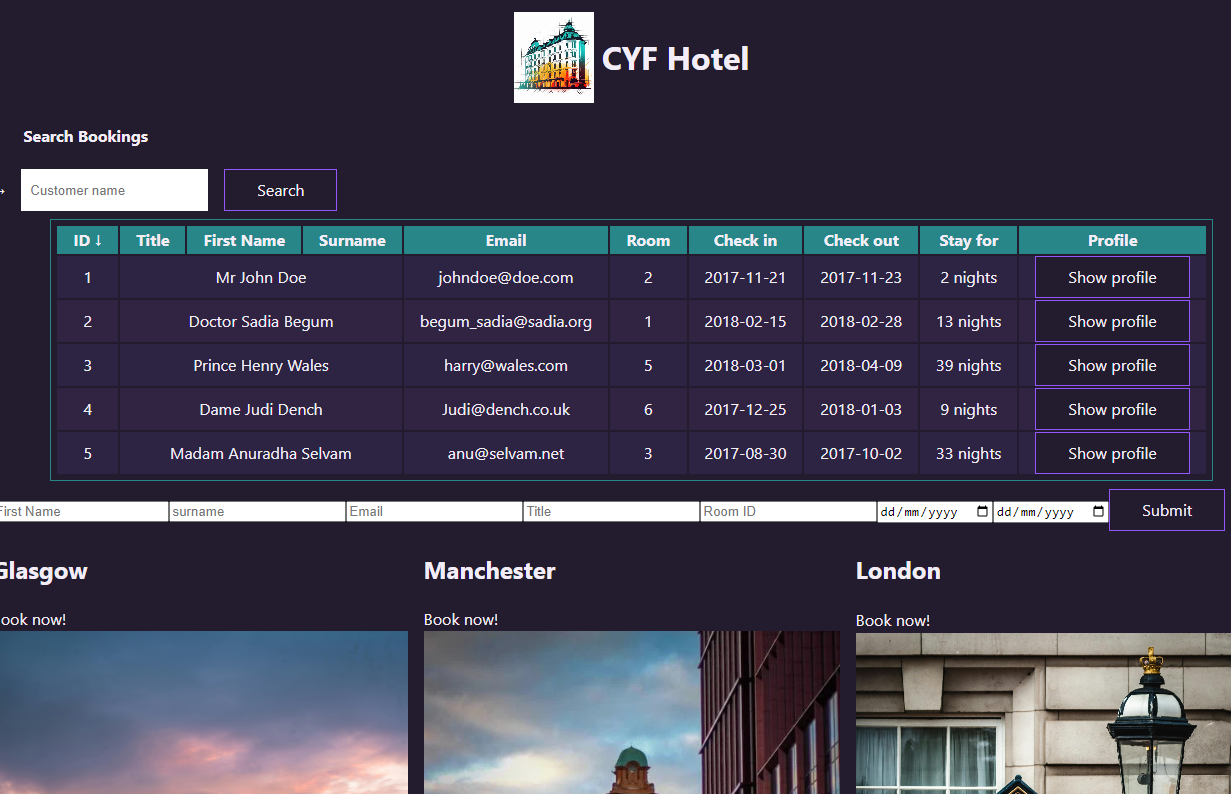 CYF Hotel
Search Bookings
Customer name Search
ID ↓ Title First Name Surname Email Room Check in Check out Stay for Profile
1 Mr John Doe johndoe@doe.com 2 2017-11-21 2017-11-23 2 nights Show profile
2 Doctor Sadia Begum begum_sadia@sadia.org 1 2018-02-15 2018-02-28 13 nights Show profile
3 Prince Henry Wales harry@wales.com 5 2018-03-01 2018-04-09 39 nights Show profile
4 Dame Judi Dench Judi@dench.co.uk 6 2017-12-25 2018-01-03 9 nights Show profile
5 Madam Anuradha Selvam anu@selvam.net 3 2017-08-30 2017-10-02 33 nights Show profile
First Name surname Email Title Room ID dd/mm/yyyy dd/mm/yyyy Submit
Glasgow Manchester London
ook now! Book now! Book now!